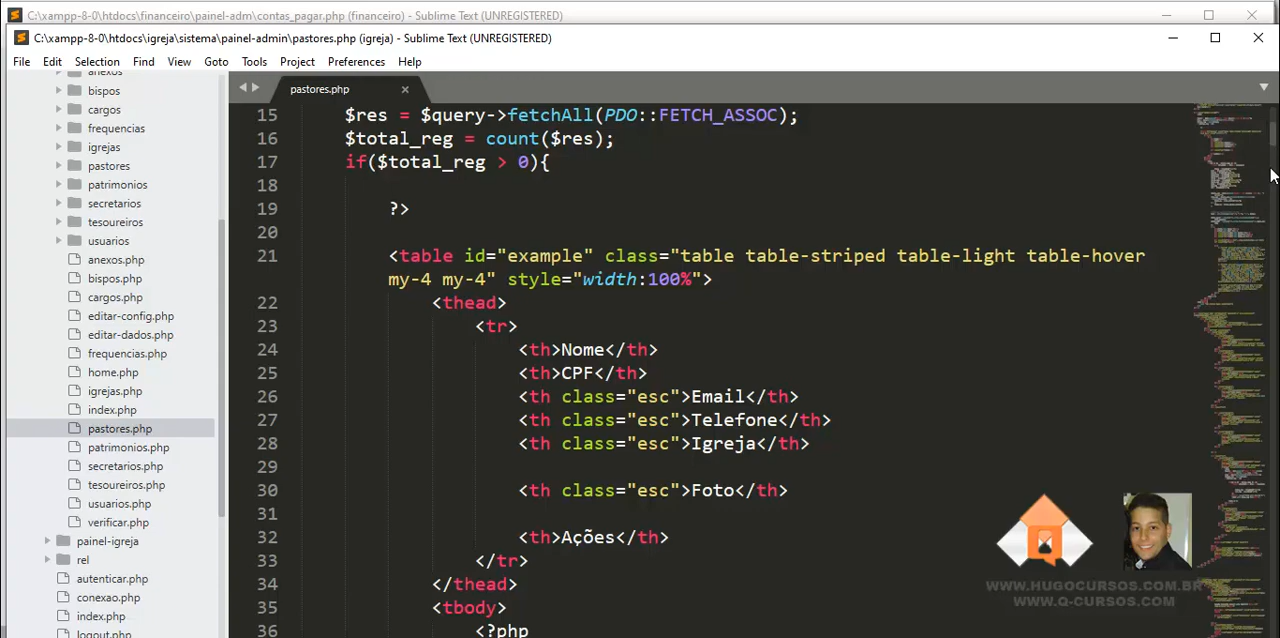 C:\xampp-8-0\htdocs\financeiro\painel-adm\contas_pagar.php (financeiro) - Sublime Text (UNREGISTERED)
C:\xampp-8-0\htdocs\igreja\sistema\painel-admin\pastores.php (igreja) - Sublime Text (UNREGISTERED)
File Edit Selection Find View Goto Tools Project Preferences Help
anexos
bispos
cargos
frequencias
igrejas
pastores
patrimonios
secretarios
tesoureiros
usuarios
anexos.php
bispos.php
cargos.php
editar-config.php
editar-dados.php
frequencias.php
home.php
igrejas.php
index.php
pastores.php
patrimonios.php
secretarios.php
tesoureiros.php
usuarios.php
verificar.php
painel-igreja
rel
autenticar.php
conexao.php
index.php
logout.php
pastores.php
15 $res = $query->fetchAll(PDO::FETCH_ASSOC);
16 $total_reg = count($res);
17 if($total_reg > 0){
18
19 ?>
20
21 <table id="example" class="table table-striped table-light table-hover
my-4 my-4" style="width:100%">
22 <thead>
23 <tr>
24 <th>Nome</th>
25 <th>CPF</th>
26 <th class="esc">Email</th>
27 <th class="esc">Telefone</th>
28 <th class="esc">Igreja</th>
29
30 <th class="esc">Foto</th>
31
32 <th>Ações</th>
33 </tr>
34 </thead>
35 <tbody>
36 <?php
WWW.HUGOCURSOS.COM.BR
WWW.Q-CURSOS.COM